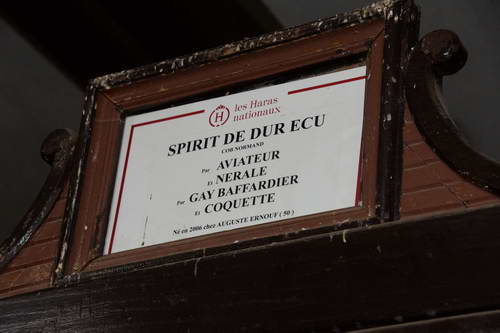 H
les Haras
nationaux
SPIRIT DE DUR ECU
COB NORMAND
Par AVIATEUR
Et NERALE
Par GAY BAFFARDIER
Et COQUETTE
Né en 2006 chez AUGUSTE ERNOUF ( 50 )